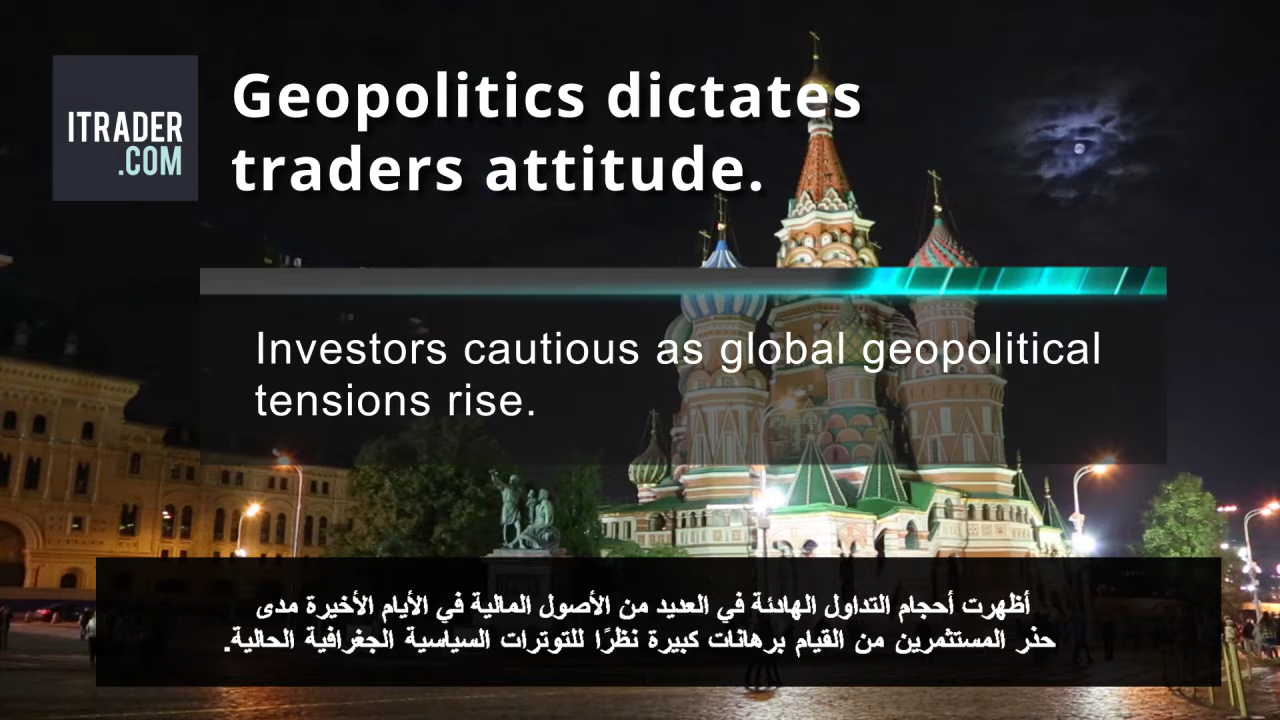 ITRADER
.COM
Geopolitics dictates
traders attitude.
Investors cautious as global geopolitical
tensions rise.
أظهرت أحجام التداول الهادئة في العديد من الأصول المالية في الأيام الأخيرة مدى
حذر المستثمرين من القيام برهانات كبيرة نظرًا للتوترات السياسية الجغرافية الحالية.